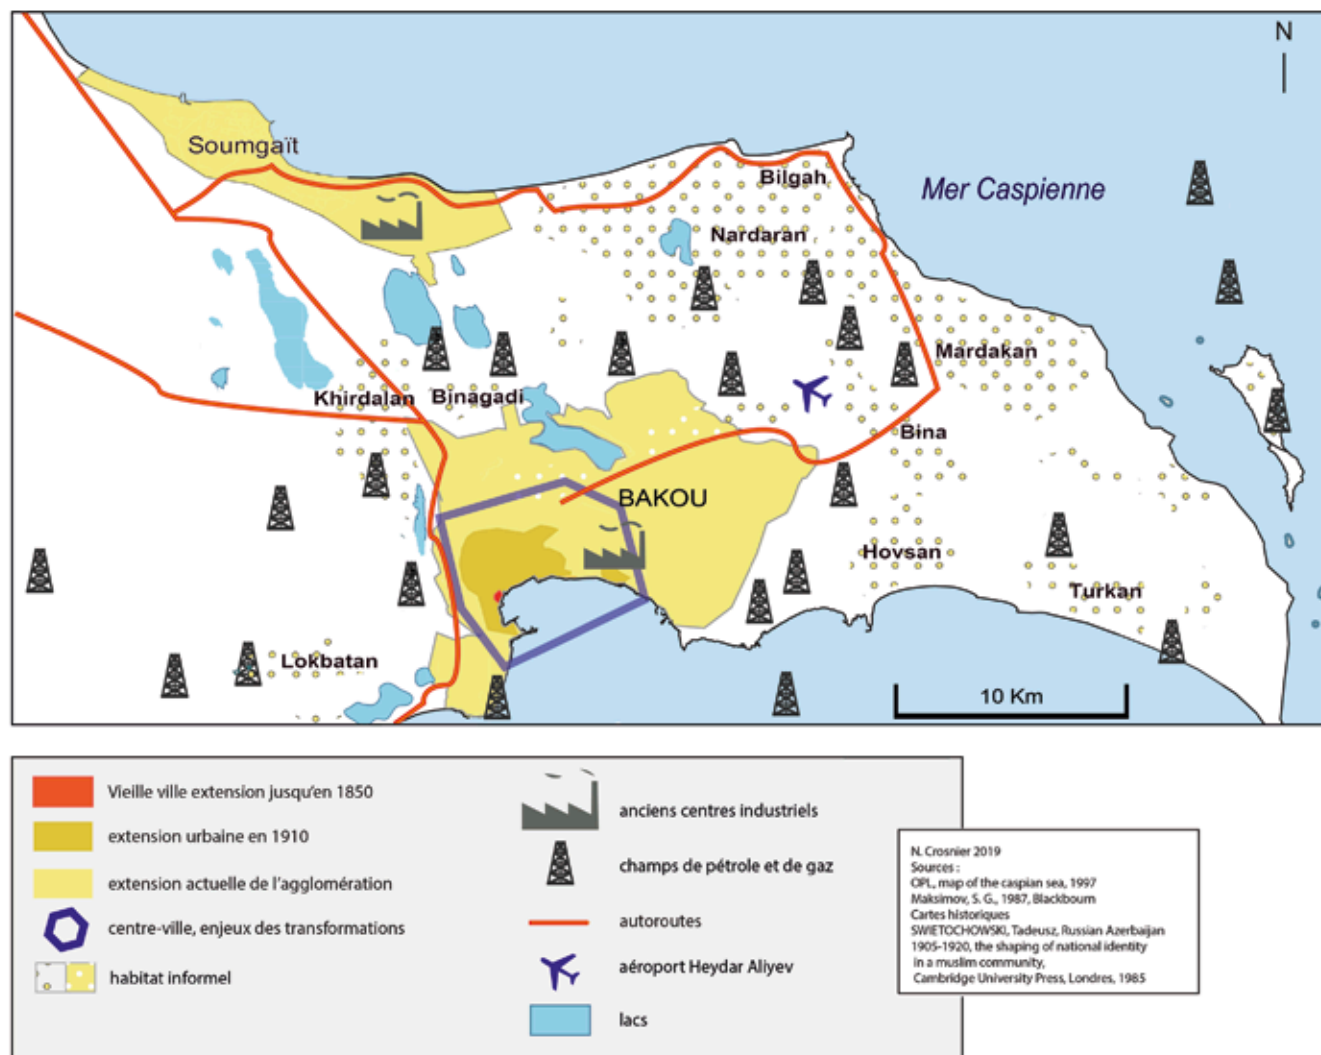 N
Soumgaït
Bilgah
Mer Caspienne
Nardaran
Mardakan
Khirdalan
Binagadi
Bina
BAKOU
Hovsan
Turkan
Lokbatan
10 Km
Vieille ville extension jusqu'en 1850
extension urbaine en 1910
extension actuelle de l'agglomération
centre-ville, enjeux des transformations
habitat informel
anciens centres industriels
champs de pétrole et de gaz
autoroutes
aéroport Heydar Aliyev
lacs
N. Crosnier 2019
Sources :
OPL, map of the caspian sea, 1997
Maksimov, S. G., 1987, Blackbourn
Cartes historiques
SWIETOCHOWSKI, Tadeusz, Russian Azerbaijan
1905-1920, the shaping of national identity
in a muslim community,
Cambridge University Press, Londres, 1985